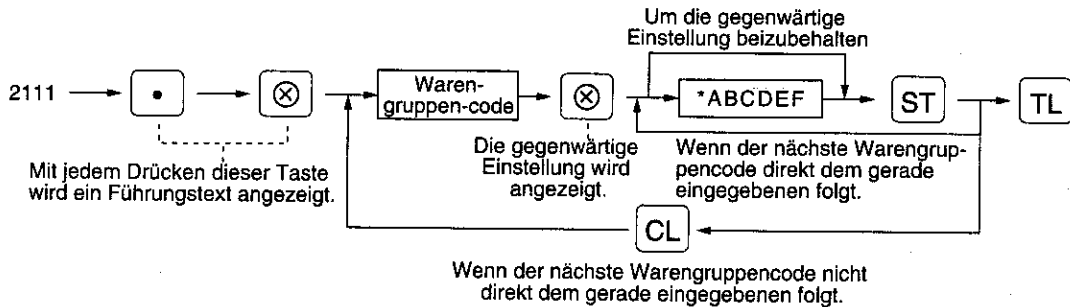 Um die gegenwärtige
Einstellung beizubehalten
2111
•
⊗
Waren-
gruppen-code
⊗
*ABCDEF
ST
TL
Mit jedem Drücken dieser Taste
wird ein Führungstext angezeigt.
Die gegenwärtige
Einstellung wird
angezeigt.
Wenn der nächste Warengrup-
pencode direkt dem gerade
eingegebenen folgt.
CL
Wenn der nächste Warengruppencode nicht
direkt dem gerade eingegebenen folgt.